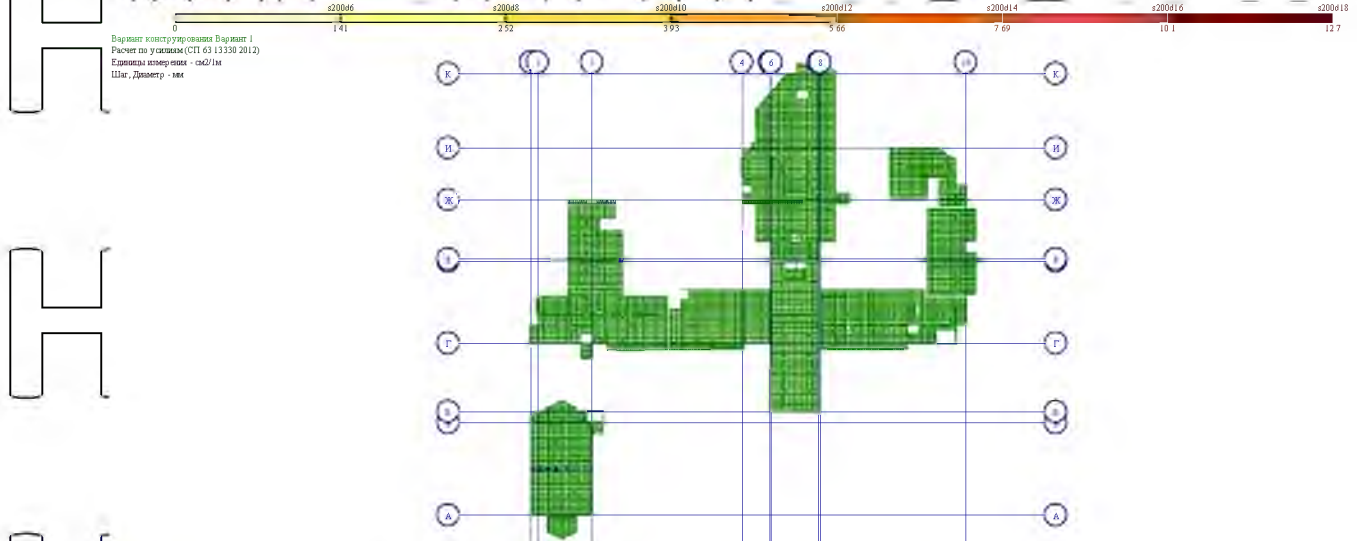 s200d6 s200d8 s200d10 s200d12 s200d14 s200d16 s200d18
0 1.41 2.52 3.93 5.66 7.69 10.1 12.7
Вариант конструирования Вариант 1
Расчет по усилиям (СП 63.13330.2012)
Единицы измерения - см2/1м
Шаг, Диаметр - мм
4 6 8
К К
И И
Ж Ж
Г Г
А А